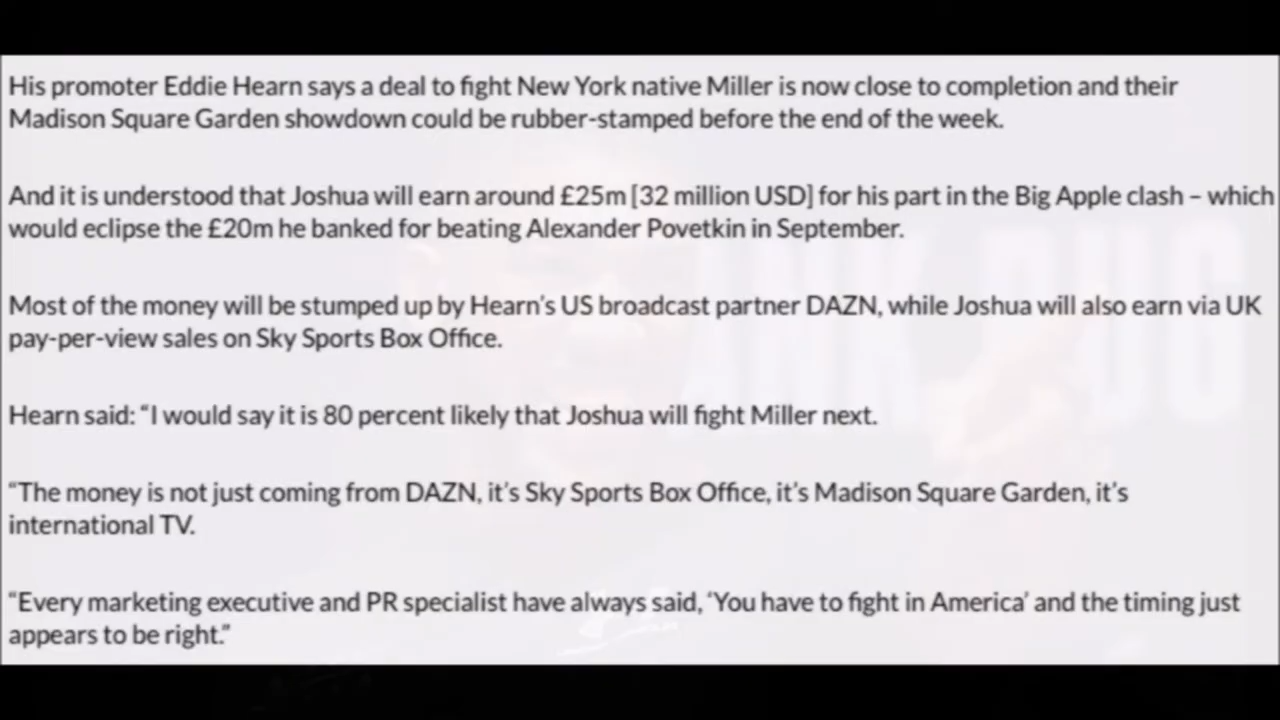 His promoter Eddie Hearn says a deal to fight New York native Miller is now close to completion and their
Madison Square Garden showdown could be rubber-stamped before the end of the week.
And it is understood that Joshua will earn around £25m [32 million USD] for his part in the Big Apple clash – which
would eclipse the £20m he banked for beating Alexander Povetkin in September.
Most of the money will be stumped up by Hearn’s US broadcast partner DAZN, while Joshua will also earn via UK
pay-per-view sales on Sky Sports Box Office.
Hearn said: “I would say it is 80 percent likely that Joshua will fight Miller next.
“The money is not just coming from DAZN, it’s Sky Sports Box Office, it’s Madison Square Garden, it’s
international TV.
“Every marketing executive and PR specialist have always said, ‘You have to fight in America’ and the timing just
appears to be right.”